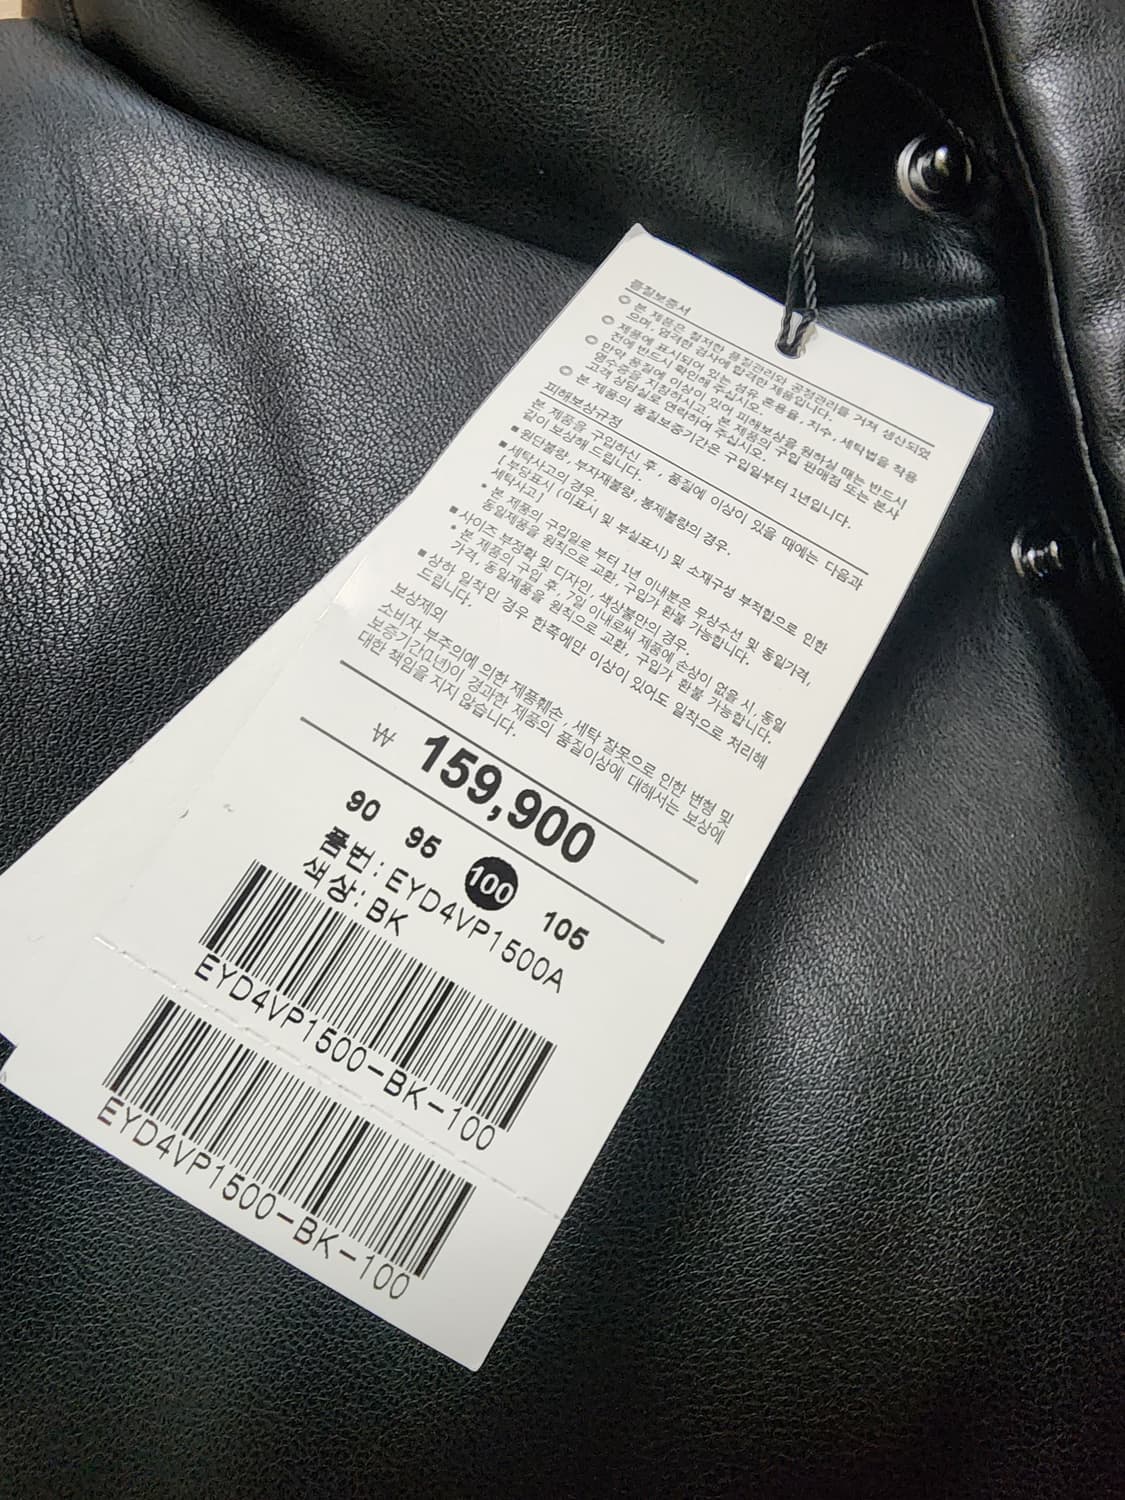 품질보증서
본 제품은 철저한 품질관리와 공정관리를 거쳐 생산되었
으며, 엄격한 검사에 합격한 제품입니다.
제품에 표시되어 있는 섬유 혼용율, 치수, 세탁법을 착용
전에 반드시 확인해 주십시오.
만약 품질에 이상이 있어 피해보상을 원하실 때는 반드시
영수증을 지참하시고, 본 제품의 구입 판매점 또는 본사
고객 상담실로 연락하여 주십시오.
본 제품의 품질보증기간은 구입일부터 1년입니다.
피해보상규정
본 제품을 구입하신 후, 품질에 이상이 있을 때에는 다음과
같이 보상해 드립니다.
■ 원단불량, 부자재불량, 봉제불량의 경우.
■ 세탁사고의 경우.
[부당표시 (미표시 및 부실표시) 및 소재구성 부적합으로 인한
세탁사고]
• 본 제품의 구입일로 부터 1년 이내분은 무상수선 및 동일가격,
동일제품을 원칙으로 교환, 구입가 환불 가능합니다.
■ 사이즈 부정확 및 디자인, 색상불만의 경우.
• 본 제품의 구입 후, 7일 이내로써 제품에 손상이 없을 시, 동일
가격, 동일제품을 원칙으로 교환, 구입가 환불 가능합니다.
■ 상하 일착인 경우 한쪽에만 이상이 있어도 일착으로 처리해
드립니다.
보상제외
소비자 부주의에 의한 제품훼손, 세탁 잘못으로 인한 변형 및
보증기간(1년)이 경과한 제품의 품질이상에 대해서는 보상에
대한 책임을 지지 않습니다.
₩ 159,900
90 95 100 105
품번: EYD4VP1500A
색상: BK
EYD4VP1500-BK-100
EYD4VP1500-BK-100